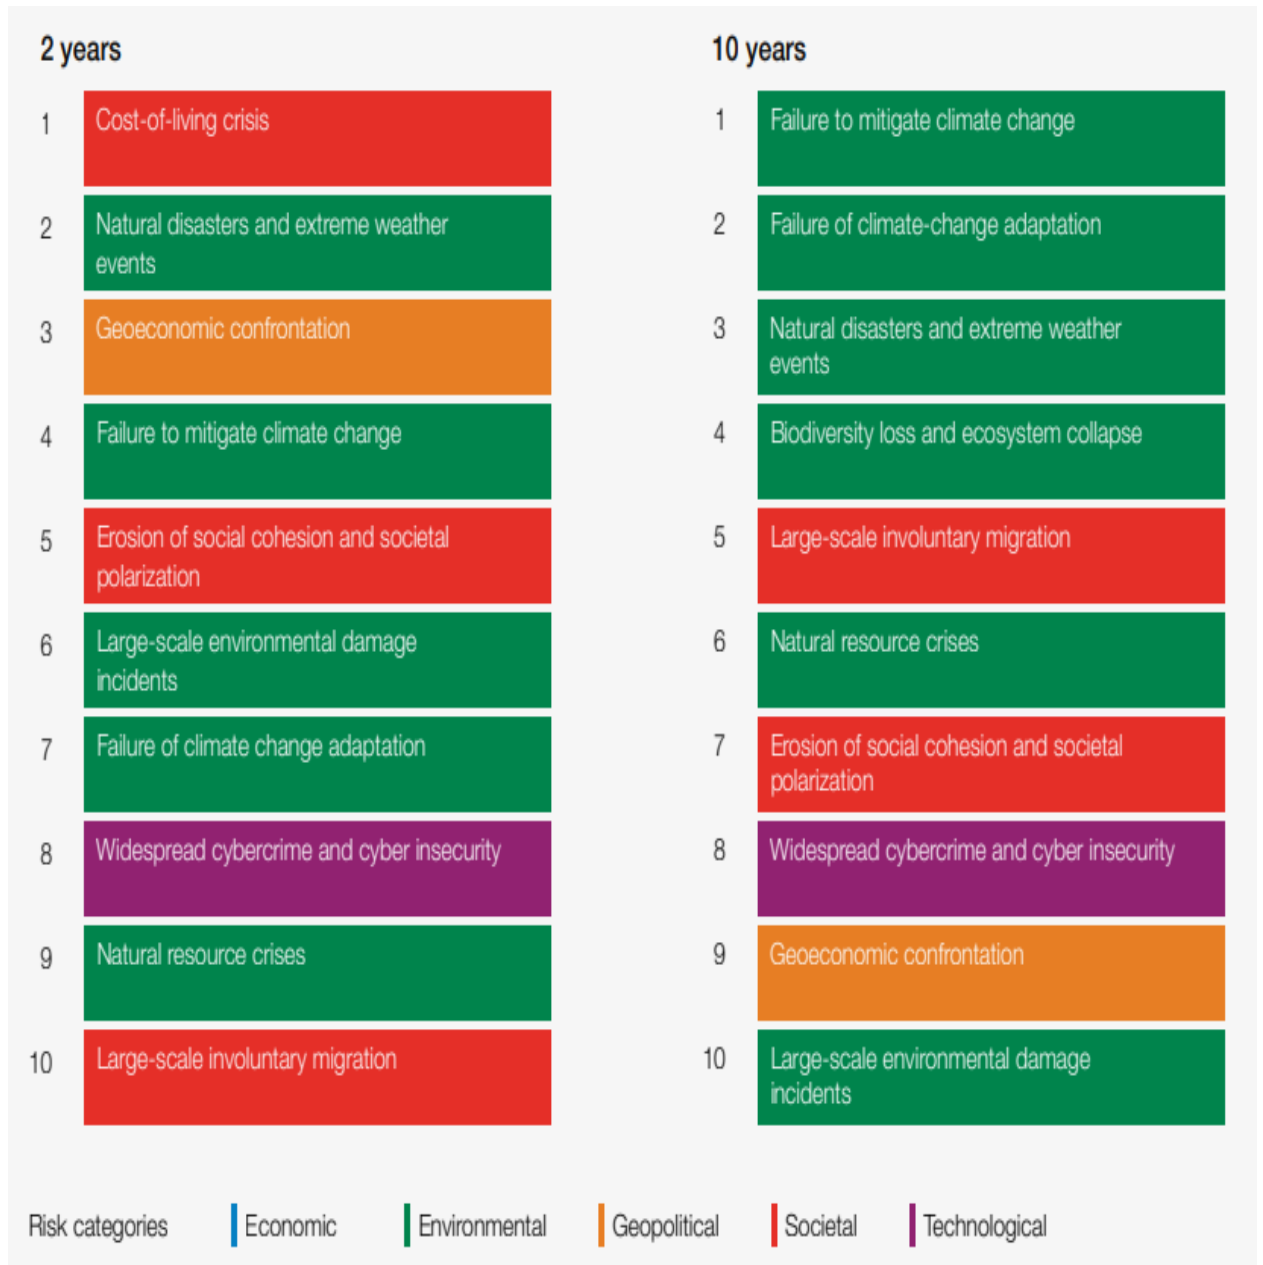 2 years
1
Cost-of-living crisis
2
Natural disasters and extreme weather
events
3
Geoeconomic confrontation
4
Failure to mitigate climate change
5
Erosion of social cohesion and societal
polarization
6
Large-scale environmental damage
incidents
7
Failure of climate change adaptation
8
Widespread cybercrime and cyber insecurity
9
Natural resource crises
10
Large-scale involuntary migration
10 years
1
Failure to mitigate climate change
2
Failure of climate-change adaptation
3
Natural disasters and extreme weather
events
4
Biodiversity loss and ecosystem collapse
5
Large-scale involuntary migration
6
Natural resource crises
7
Erosion of social cohesion and societal
polarization
8
Widespread cybercrime and cyber insecurity
9
Geoeconomic confrontation
10
Large-scale environmental damage
incidents
Risk categories
Economic
Environmental
Geopolitical
Societal
Technological